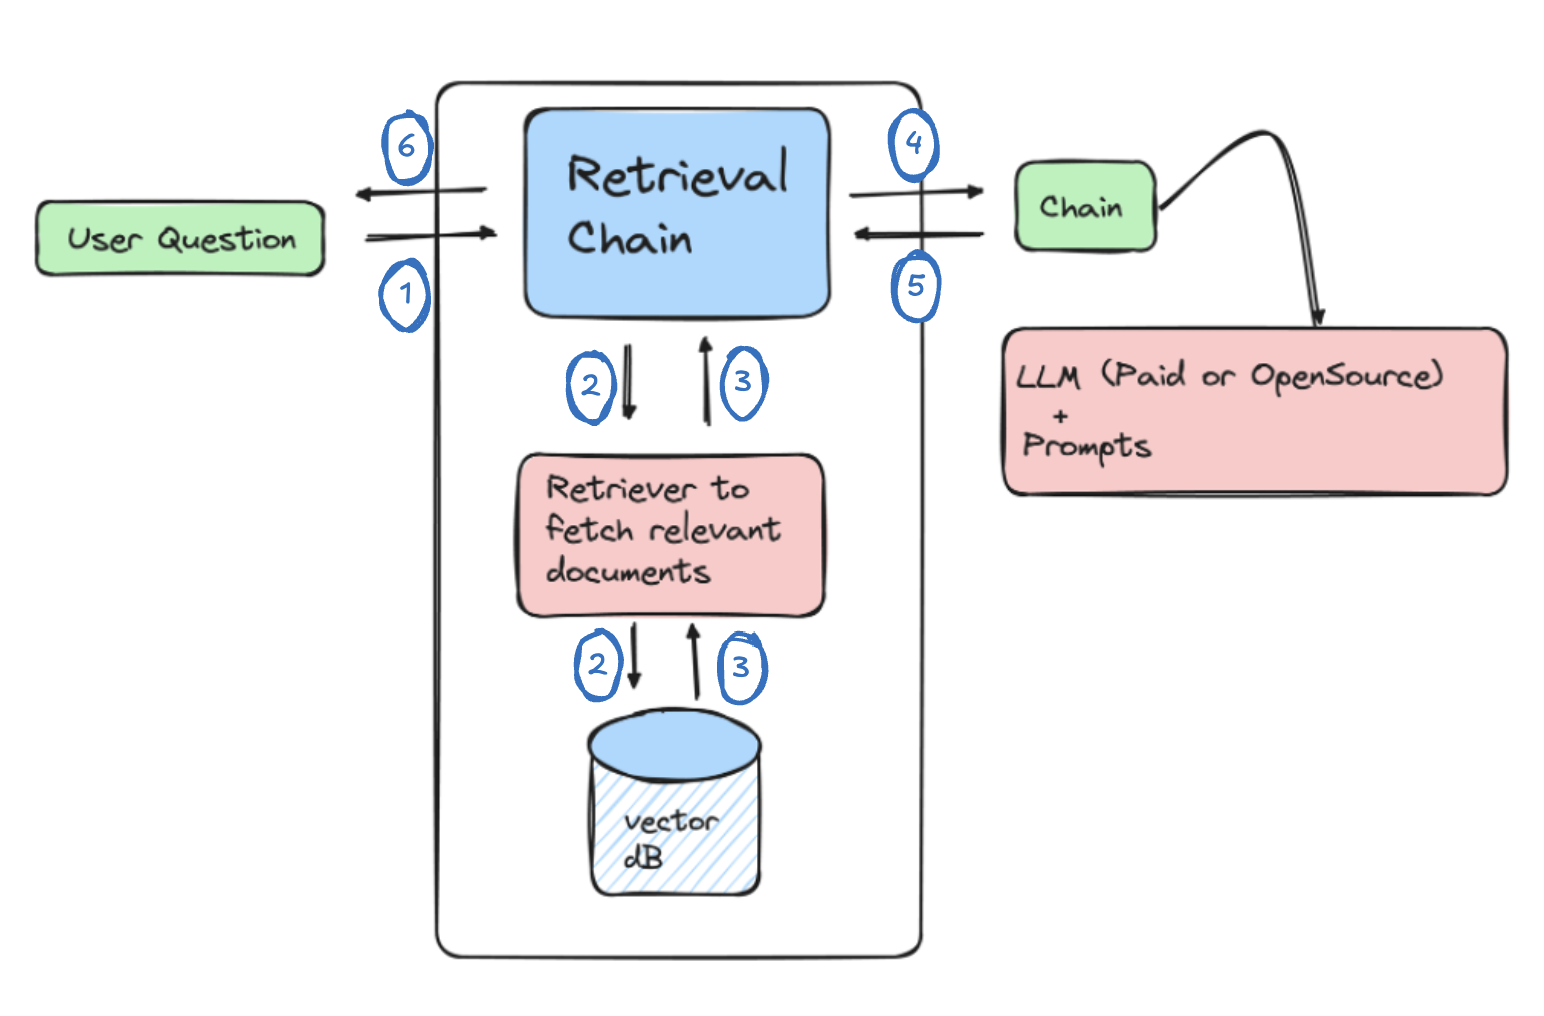 6
4
Retrieval
Chain
User Question
Chain
1
5
2
3
LLM (Paid or OpenSource)
+
Prompts
Retriever to
fetch relevant
documents
2
3
vector
dB